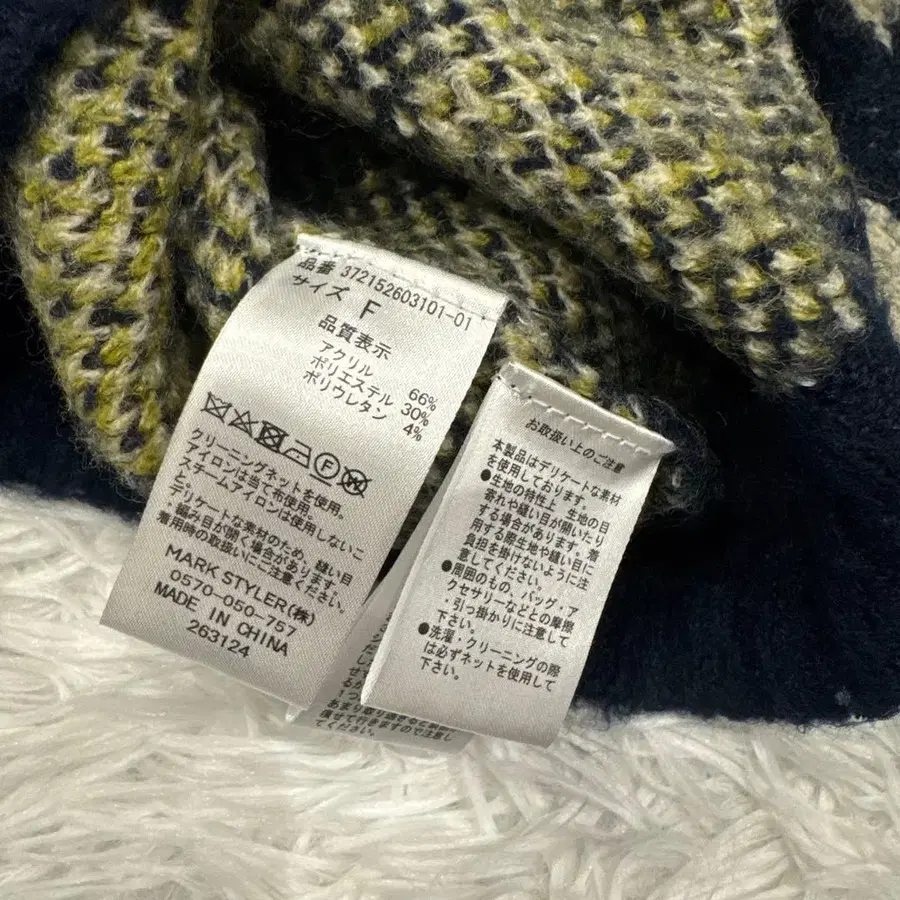 品番 372152603101-01
サイズ F
品質表示
アクリル 66%
ポリエステル 30%
ポリウレタン 4%
クリーニングネットを使用。
アイロンは当て布使用。
スチームアイロンは使用しないこ
と。
デリケートな素材のため、縫い目
・編み目が開く場合があります。
着用時の取扱いにご注意ください。
MARK STYLER(株)
0570-050-757
MADE IN CHINA
263124
お取扱い上のご注意
本製品はデリケートな素材
を使用しております。
●生地の特性上、生地の目
寄れや縫い目が開いたり
する場合があります。着
用する際生地や縫い目に
負担を掛けないように注
意してください。
●周囲のもの、バッグ・ア
クセサリーなどとの摩擦
・引っ掛かりに注意して
下さい。
●洗濯・クリーニングの際
は必ずネットを使用して
下さい。